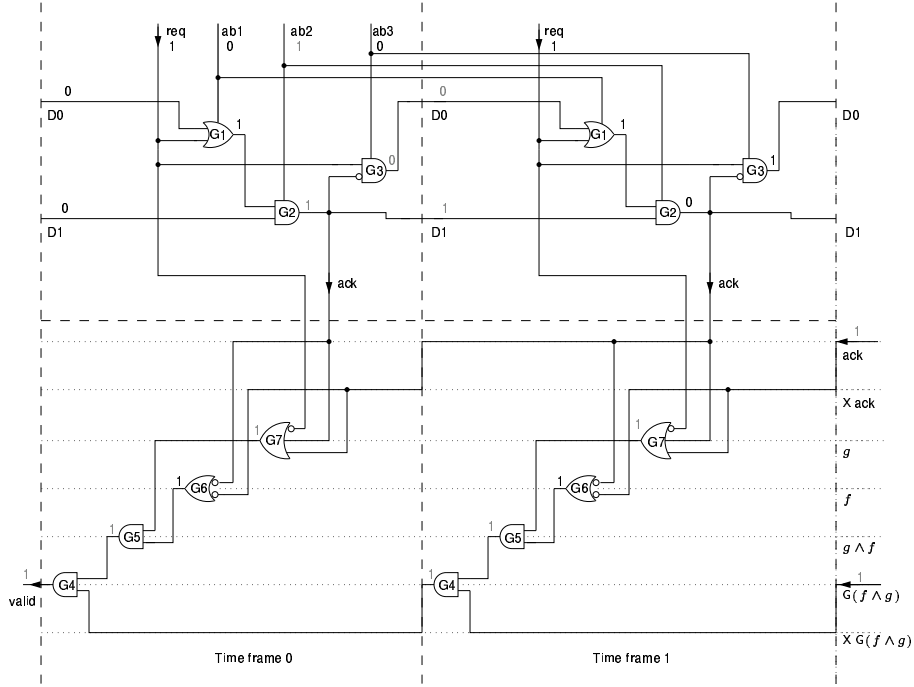 req ab1 ab2 ab3 req
1 0 1 0 1
0 0
D0 D0 D0
G1 1 G1 1
G3 0 G3 1
0 G2 1 1 G2 0
D1 D1 D1
ack ack
1
ack
X ack
1 G7 1 G7
g
1 G6 1 G6
f
1 G5 1 G5
g ∧ f
1 G4 1 G4 1
valid G(f ∧ g)
X G(f ∧ g)
Time frame 0 Time frame 1